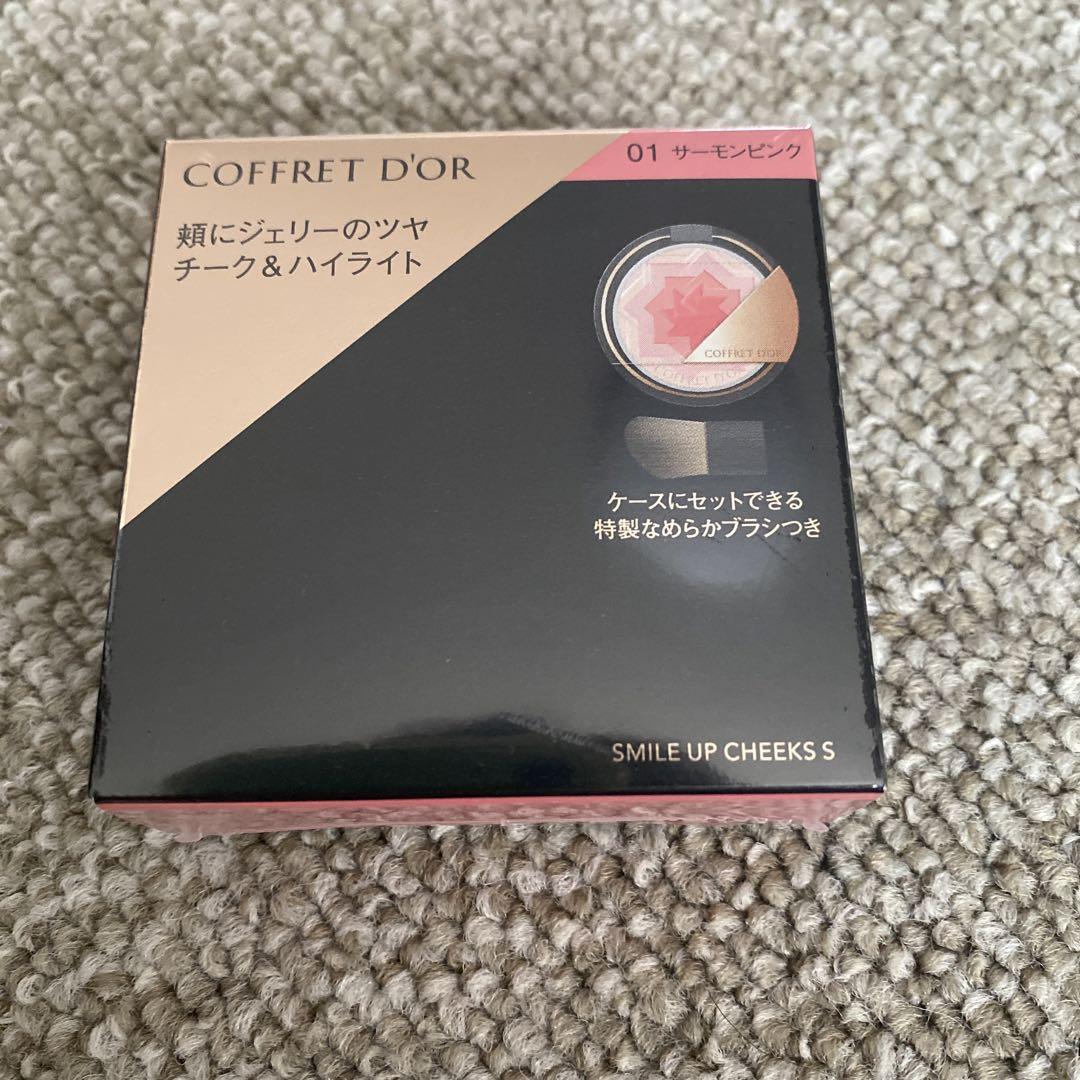 COFFRET D'OR
01 サーモンピンク
頬にジェリーのツヤ
チーク&ハイライト
COFFRET D'OR
COFFRET D'OR
ケースにセットできる
特製なめらかブラシつき
SMILE UP CHEEKS S